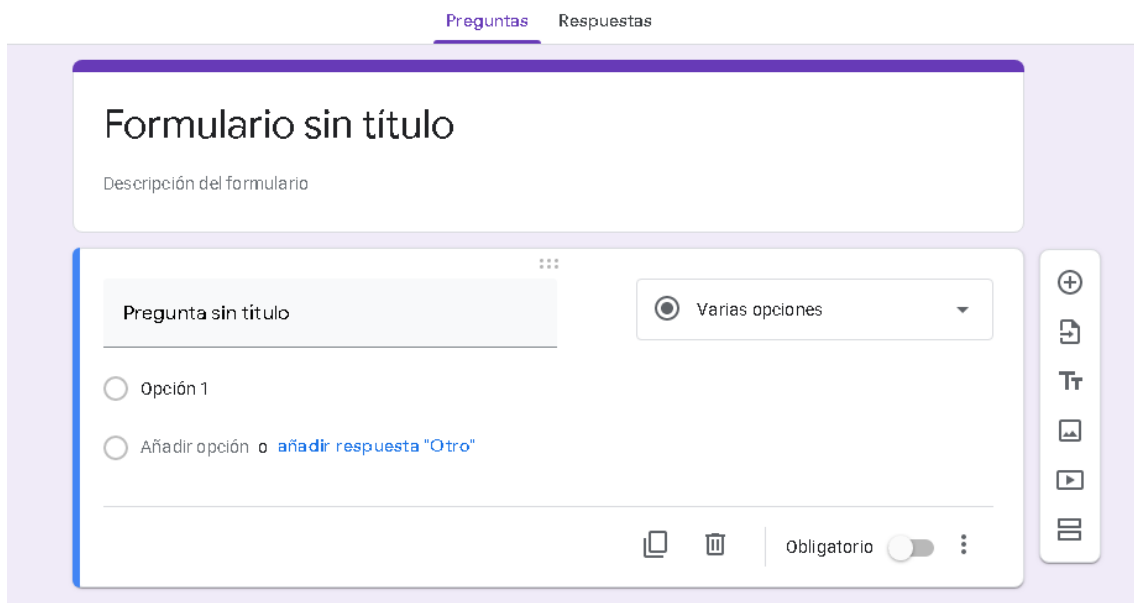 Preguntas Respuestas
Formulario sin título
Descripción del formulario
Pregunta sin título
Varias opciones
Opción 1
Añadir opción o añadir respuesta "Otro"
Obligatorio
Tт